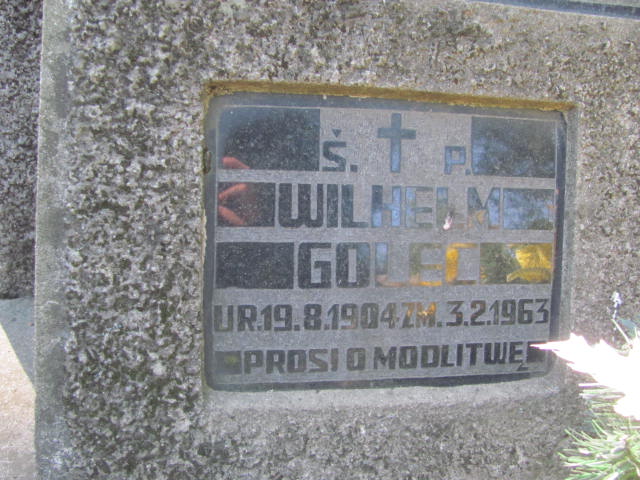 Ś. P.
WILHELM
GOLEC
UR.19.8.1904 ZM. 3.2.1963
PROSI O MODLITWĘ